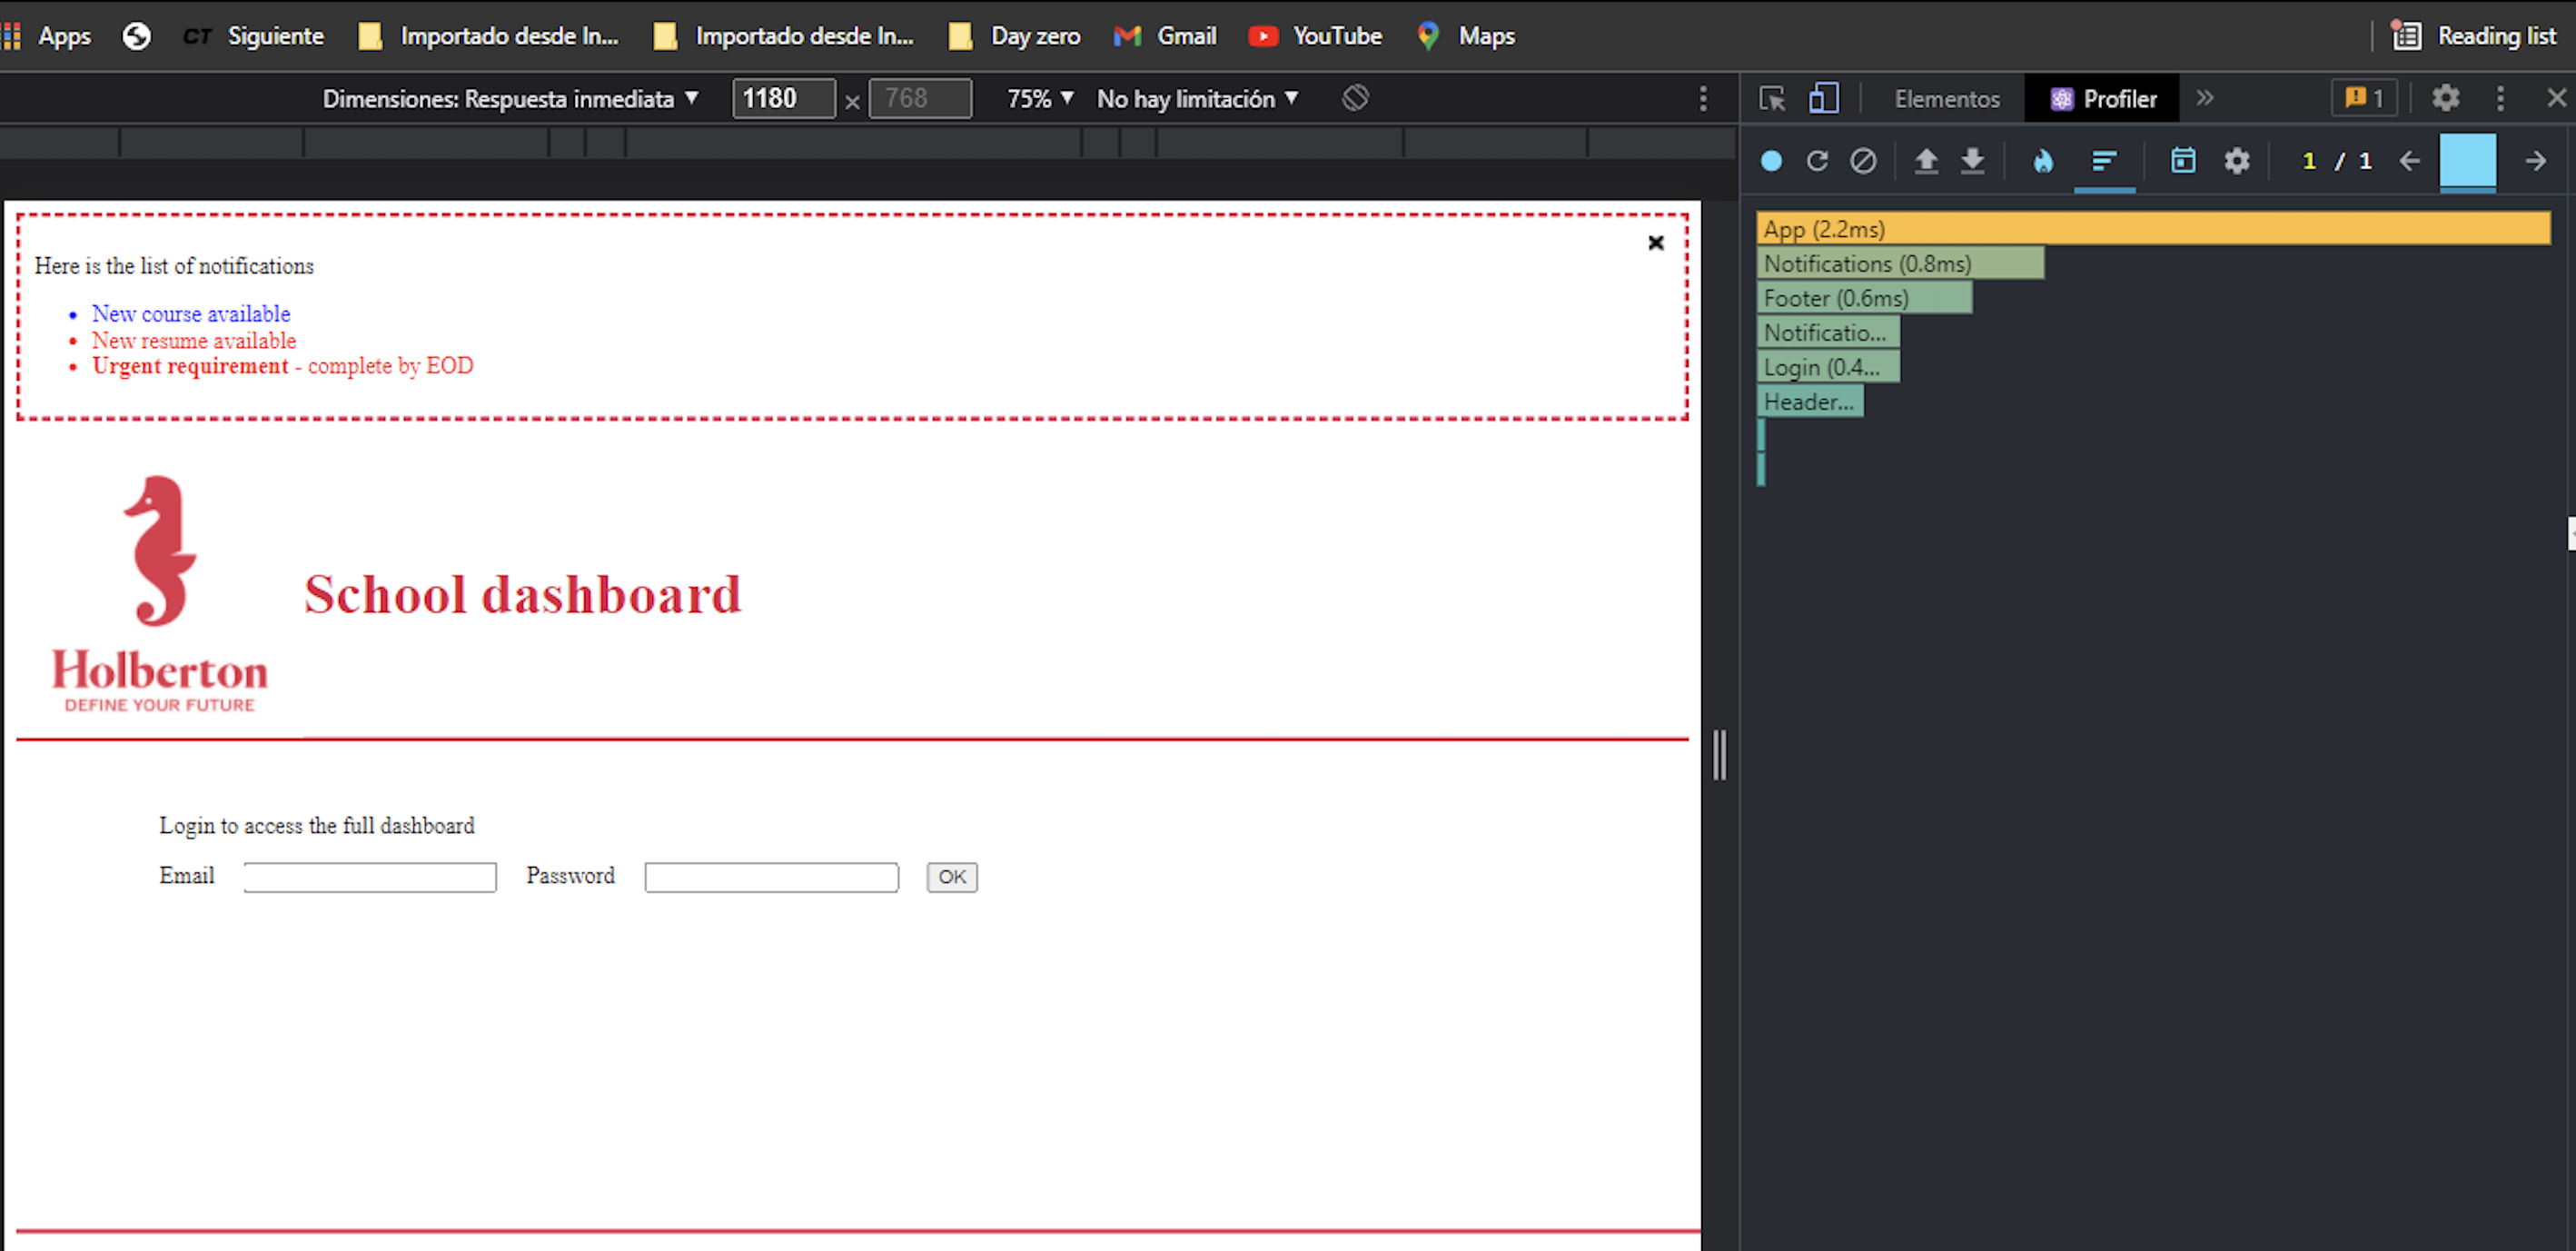 Apps CT Siguiente Importado desde In... Importado desde In... Day zero Gmail YouTube Maps Reading list
Dimensiones: Respuesta inmediata ▼ 1180 × 768 75% ▼ No hay limitación ▼
Elementos Profiler 1
1 / 1
Here is the list of notifications
New course available
New resume available
Urgent requirement - complete by EOD
Holberton
DEFINE YOUR FUTURE
School dashboard
Login to access the full dashboard
Email Password OK
App (2.2ms)
Notifications (0.8ms)
Footer (0.6ms)
Notificatio...
Login (0.4...
Header...